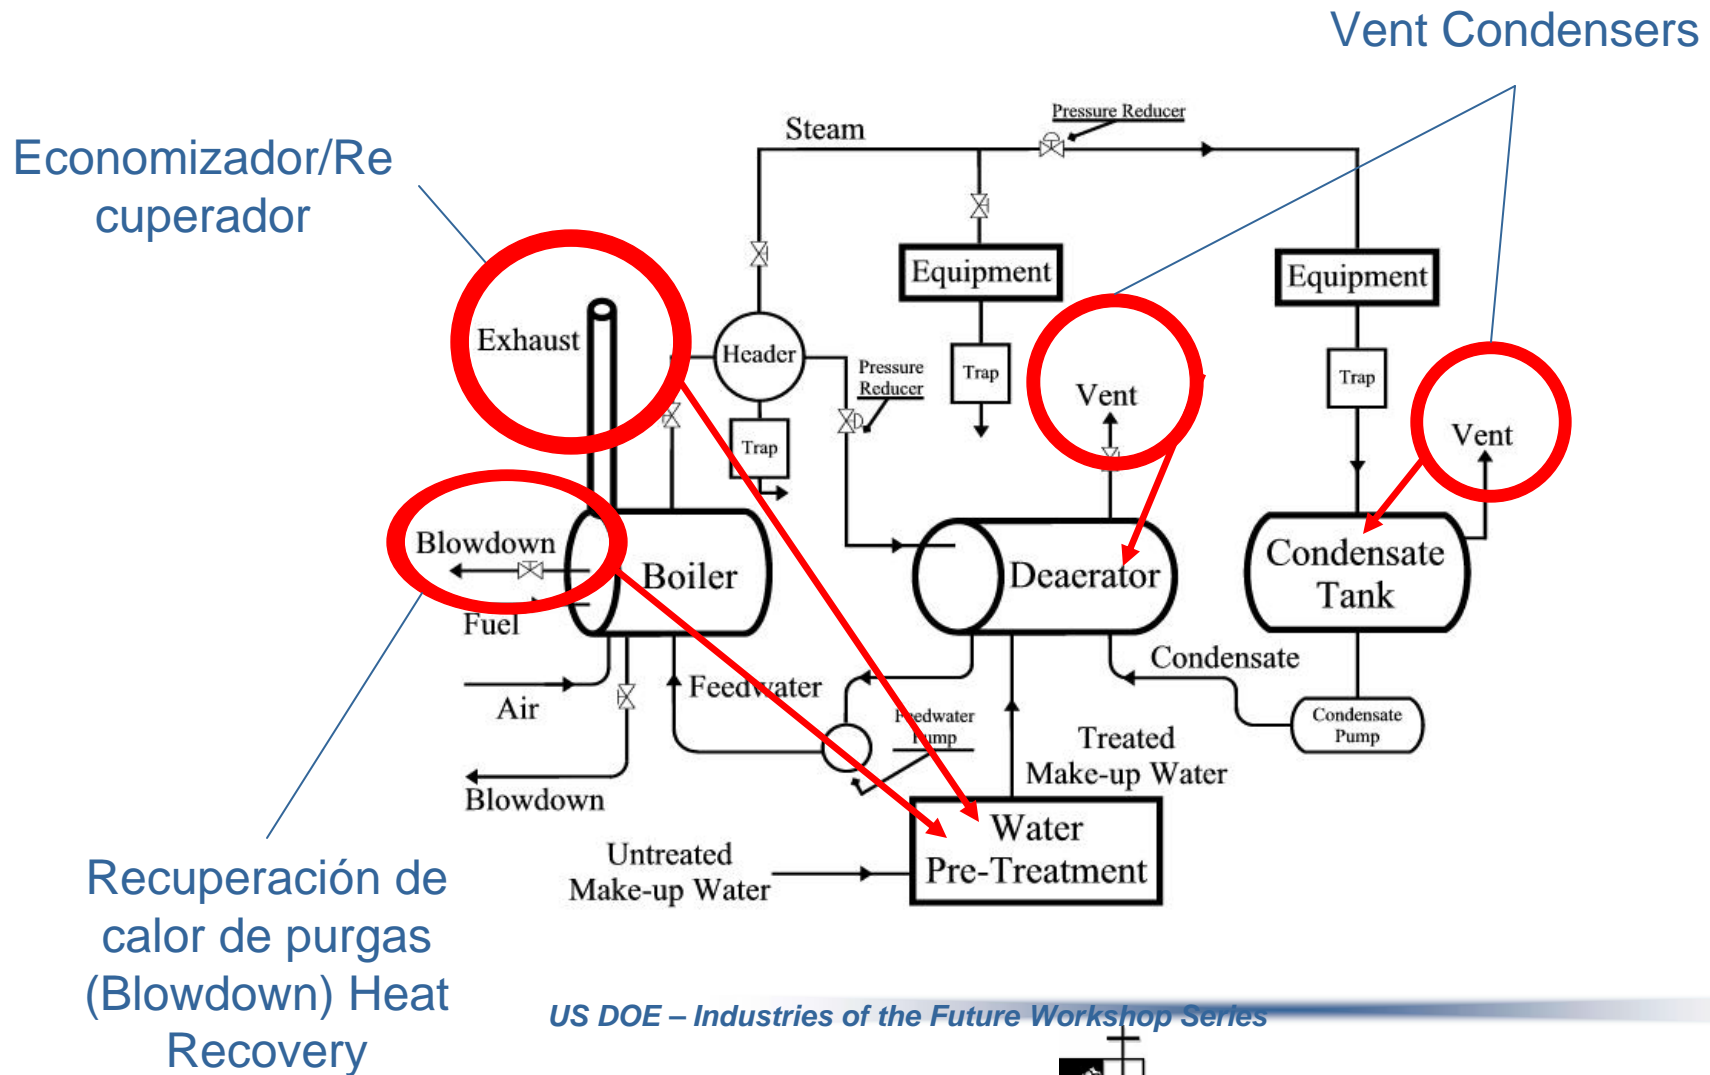 Vent Condensers
Economizador/Re
cuperador
Steam
Pressure Reducer
Equipment
Equipment
Exhaust
Header
Pressure
Reducer
Trap
Trap
Vent
Trap
Vent
Blowdown
Boiler
Deaerator
Condensate
Tank
Fuel
Air
Feedwater
Condensate
Feedwater
Pump
Condensate
Pump
Treated
Make-up Water
Blowdown
Water
Pre-Treatment
Untreated
Make-up Water
Recuperación de
calor de purgas
(Blowdown) Heat
Recovery
US DOE – Industries of the Future Workshop Series